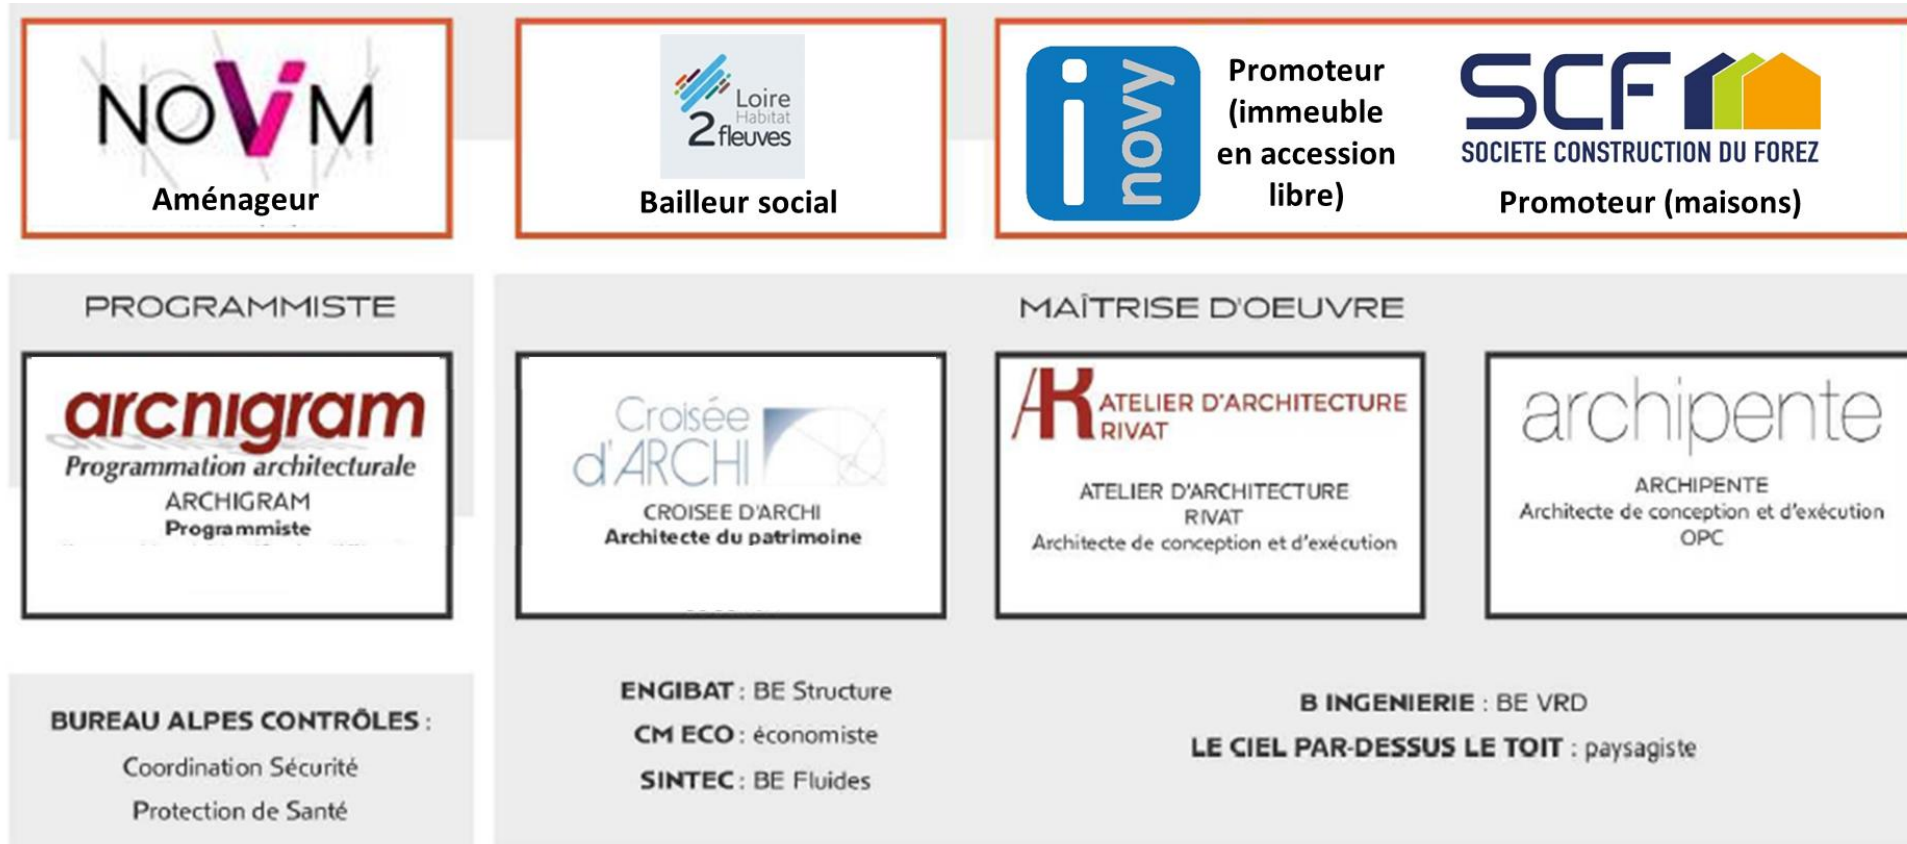 NOVIM
Aménageur
Loire
Habitat
2 fleuves
Bailleur social
i
novy
Promoteur
(immeuble
en accession
libre)
SCF
SOCIETE CONSTRUCTION DU FOREZ
Promoteur (maisons)
PROGRAMMISTE
MAÎTRISE D'OEUVRE
archigram
Programmation architecturale
ARCHIGRAM
Programmiste
Croisée
d'ARCHI
CROISEE D'ARCHI
Architecte du patrimoine
AR
ATELIER D'ARCHITECTURE
RIVAT
ATELIER D'ARCHITECTURE
RIVAT
Architecte de conception et d'exécution
archipente
ARCHIPENTE
Architecte de conception et d'exécution
OPC
BUREAU ALPES CONTRÔLES :
Coordination Sécurité
Protection de Santé
ENGIBAT : BE Structure
CM ECO : économiste
SINTEC : BE Fluides
B INGENIERIE : BE VRD
LE CIEL PAR-DESSUS LE TOIT : paysagiste